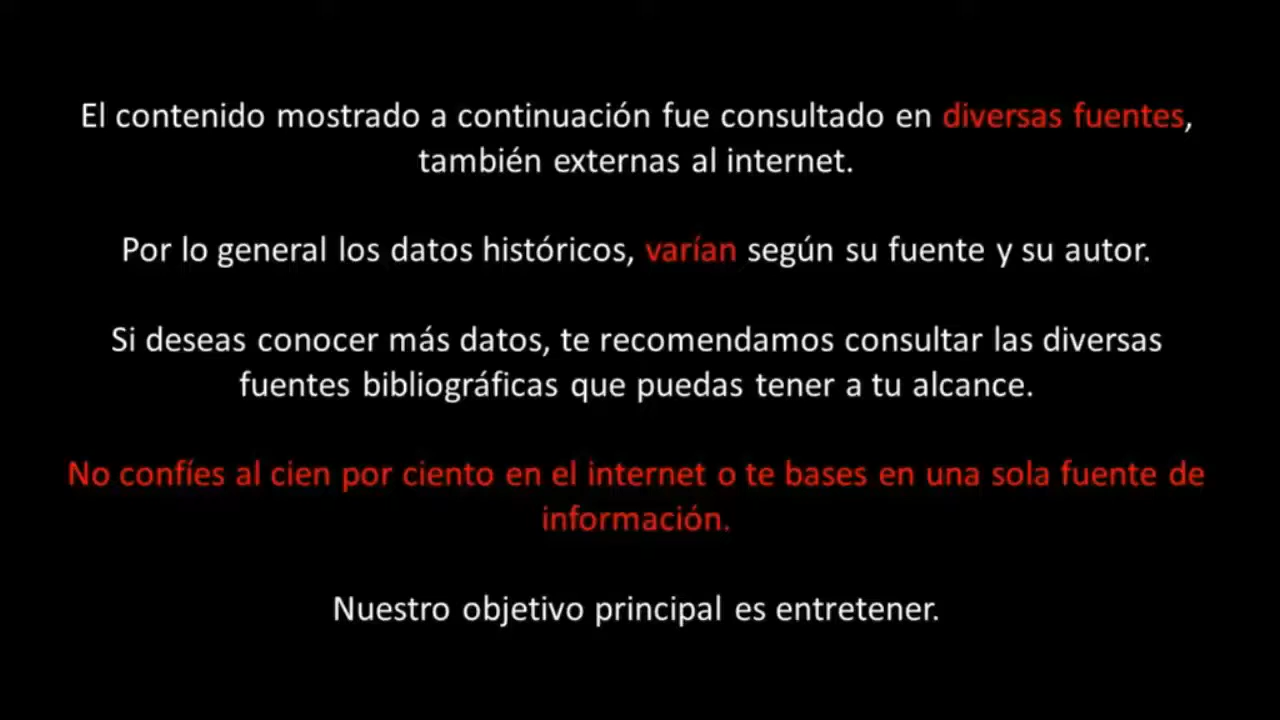 El contenido mostrado a continuación fue consultado en diversas fuentes,
también externas al internet.
Por lo general los datos históricos, varían según su fuente y su autor.
Si deseas conocer más datos, te recomendamos consultar las diversas
fuentes bibliográficas que puedas tener a tu alcance.
No confíes al cien por ciento en el internet o te bases en una sola fuente de
información.
Nuestro objetivo principal es entretener.